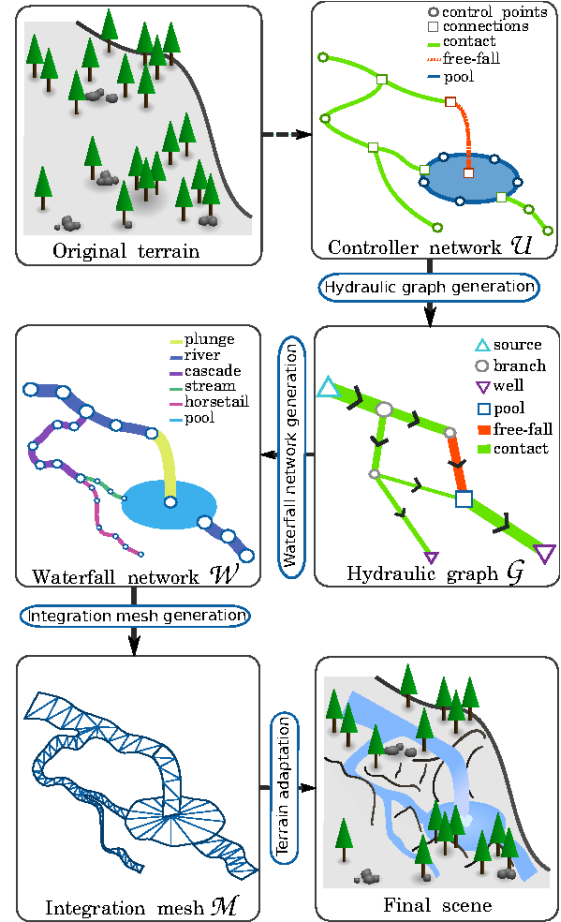 control points
connections
contact
free-fall
pool
Original terrain
Controller network 𝒰
Hydraulic graph generation
plunge
river
cascade
stream
horsetail
pool
Waterfall network 𝒲
Waterfall network generation
source
branch
well
pool
free-fall
contact
Hydraulic graph 𝒢
Integration mesh generation
Integration mesh ℳ
Terrain adaptation
Final scene